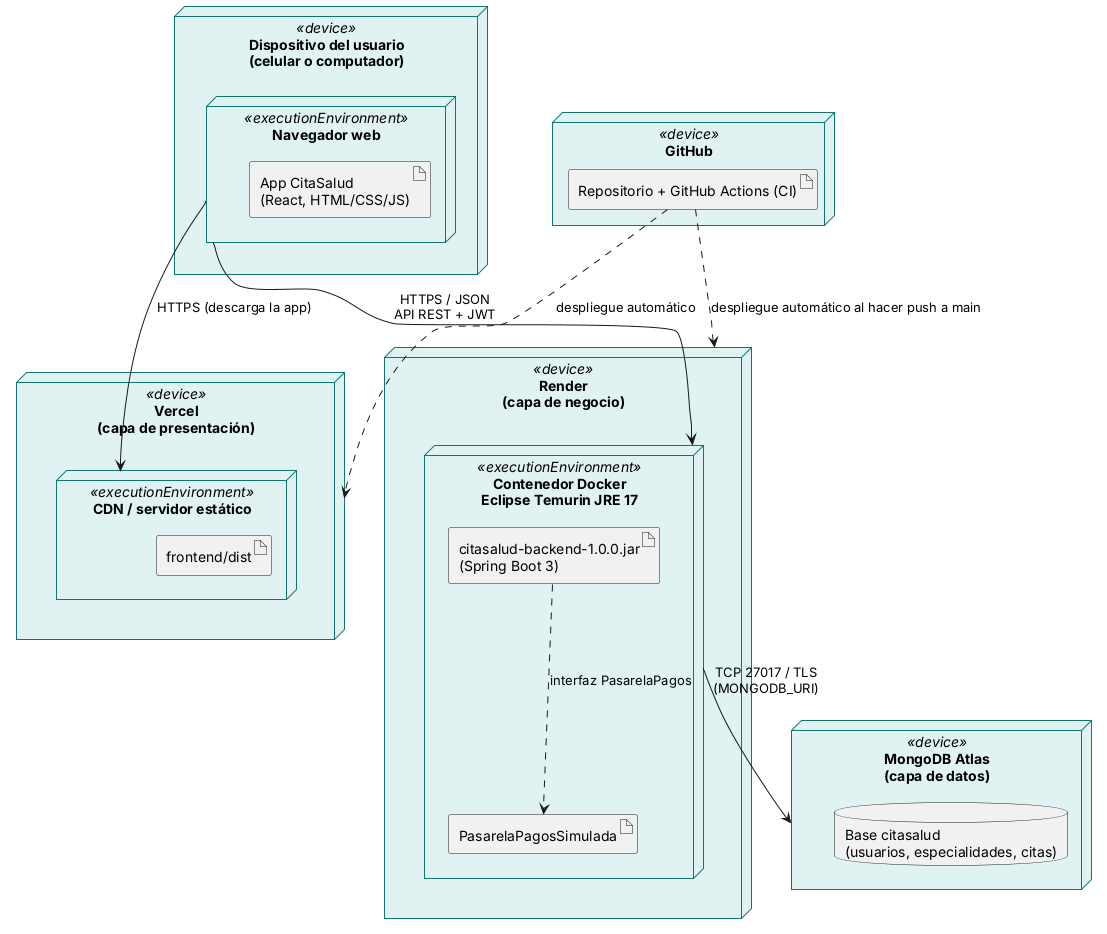 «device»
Dispositivo del usuario
(celular o computador)
«executionEnvironment»
Navegador web
App CitaSalud
(React, HTML/CSS/JS)
«device»
GitHub
Repositorio + GitHub Actions (CI)
HTTPS (descarga la app)
HTTPS / JSON
API REST + JWT
despliegue automático
despliegue automático al hacer push a main
«device»
Vercel
(capa de presentación)
«executionEnvironment»
CDN / servidor estático
frontend/dist
«device»
Render
(capa de negocio)
«executionEnvironment»
Contenedor Docker
Eclipse Temurin JRE 17
citasalud-backend-1.0.0.jar
(Spring Boot 3)
interfaz PasarelaPagos
PasarelaPagosSimulada
TCP 27017 / TLS
(MONGODB_URI)
«device»
MongoDB Atlas
(capa de datos)
Base citasalud
(usuarios, especialidades, citas)